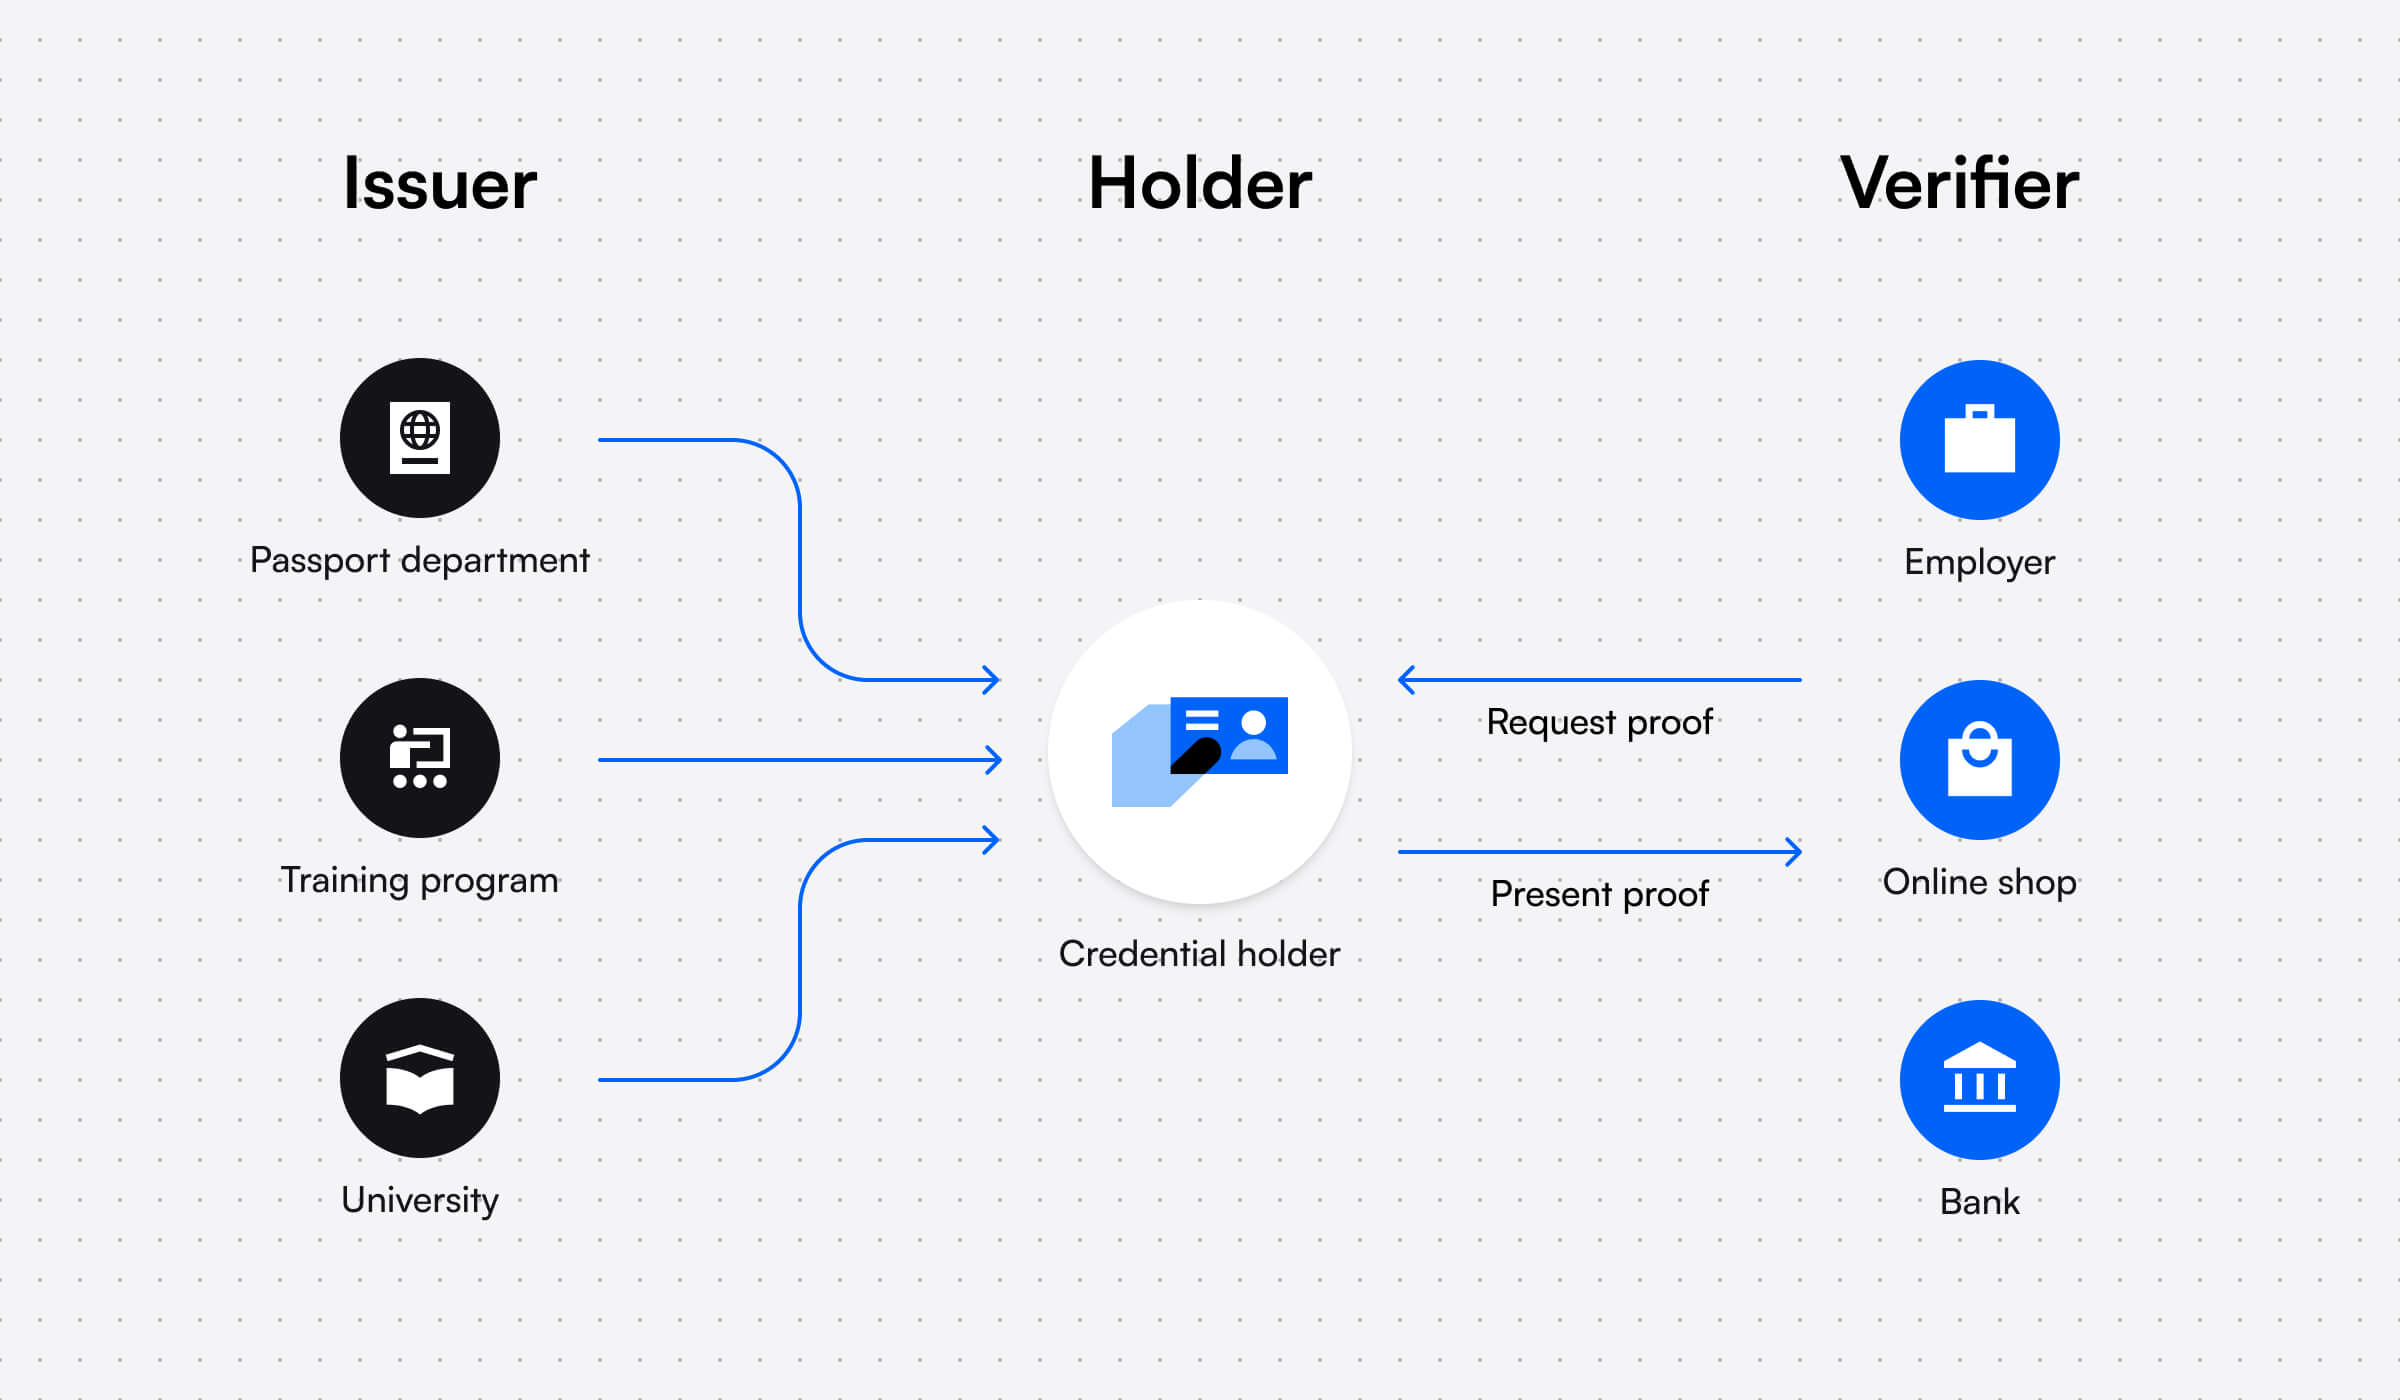 Issuer
Holder
Verifier
Passport department
Training program
University
Credential holder
Request proof
Present proof
Employer
Online shop
Bank